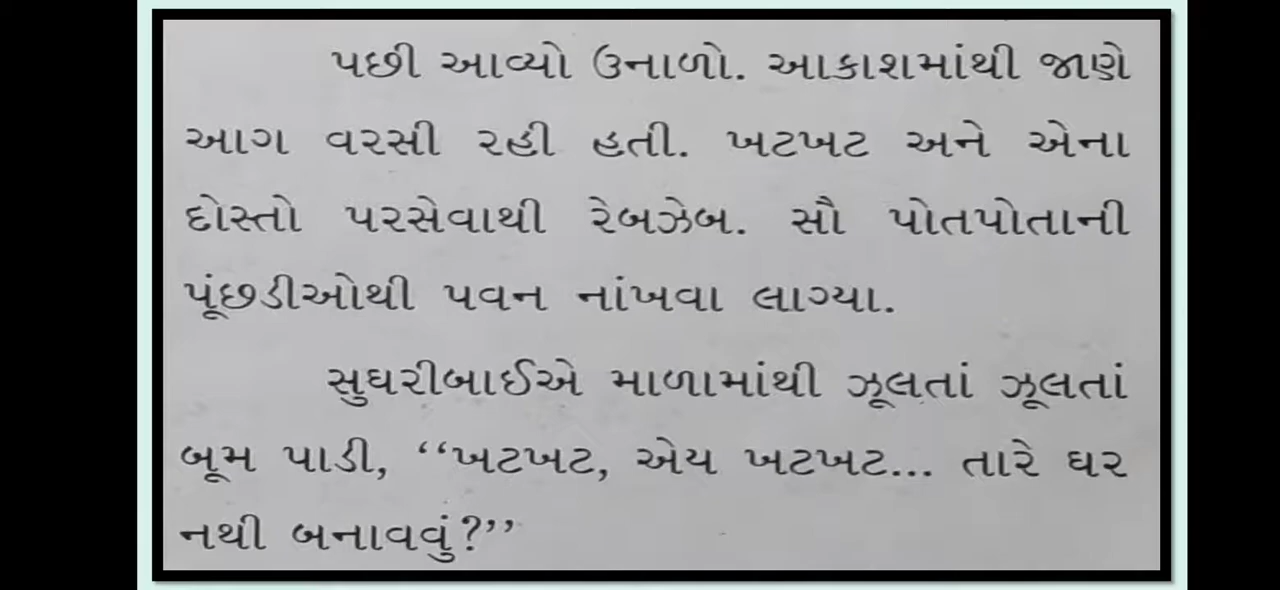 પછી આવ્યો ઉનાળો. આકાશમાંથી જાણે
આગ વરસી રહી હતી. ખટખટ અને એના
દોસ્તો પરસેવાથી રેબઝેબ. સૌ પોતપોતાની
પૂંછડીઓથી પવન નાંખવા લાગ્યા.
સુઘરીબાઈએ માળામાંથી ઝૂલતાં ઝૂલતાં
બૂમ પાડી, ‘‘ખટખટ, એય ખટખટ... તારે ઘર
નથી બનાવવું?’’